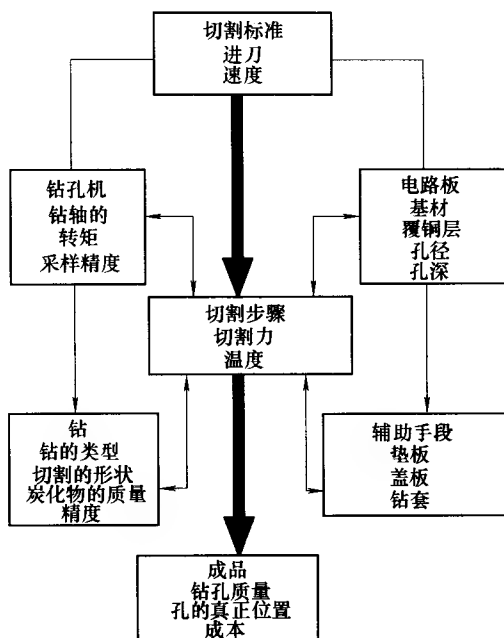 切割标准
进刀
速度
钻孔机
钻轴的
转矩
采样精度
电路板
基材
覆铜层
孔径
孔深
切割步骤
切割力
温度
钻
钻的类型
切割的形状
炭化物的质量
精度
辅助手段
垫板
盖板
钻套
成品
钻孔质量
孔的真正位置
成本